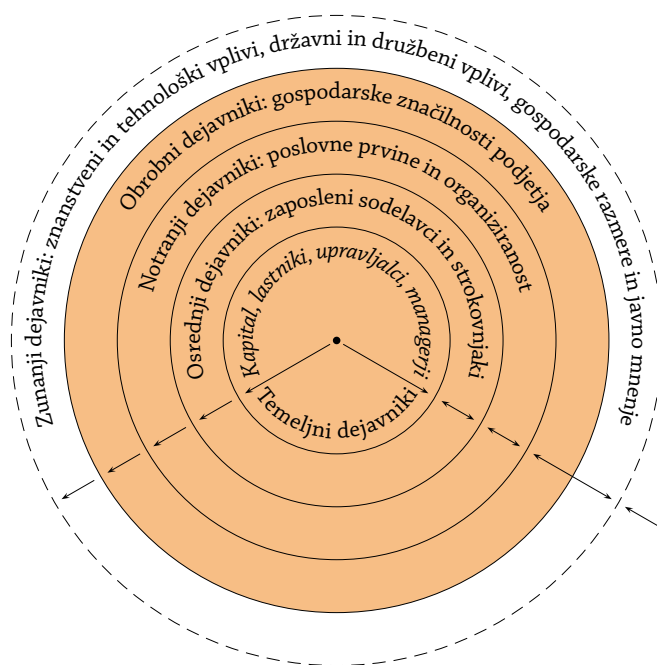 Zunanji dejavniki: znanstveni in tehnološki vplivi, državni in družbeni vplivi, gospodarske razmere in javno mnenje
Obrobni dejavniki: gospodarske značilnosti podjetja
Notranji dejavniki: poslovne prvine in organiziranost
Osrednji dejavniki: zaposleni sodelavci in strokovnjaki
Kapital, lastniki, upravljalci, managerji
Temeljni dejavniki